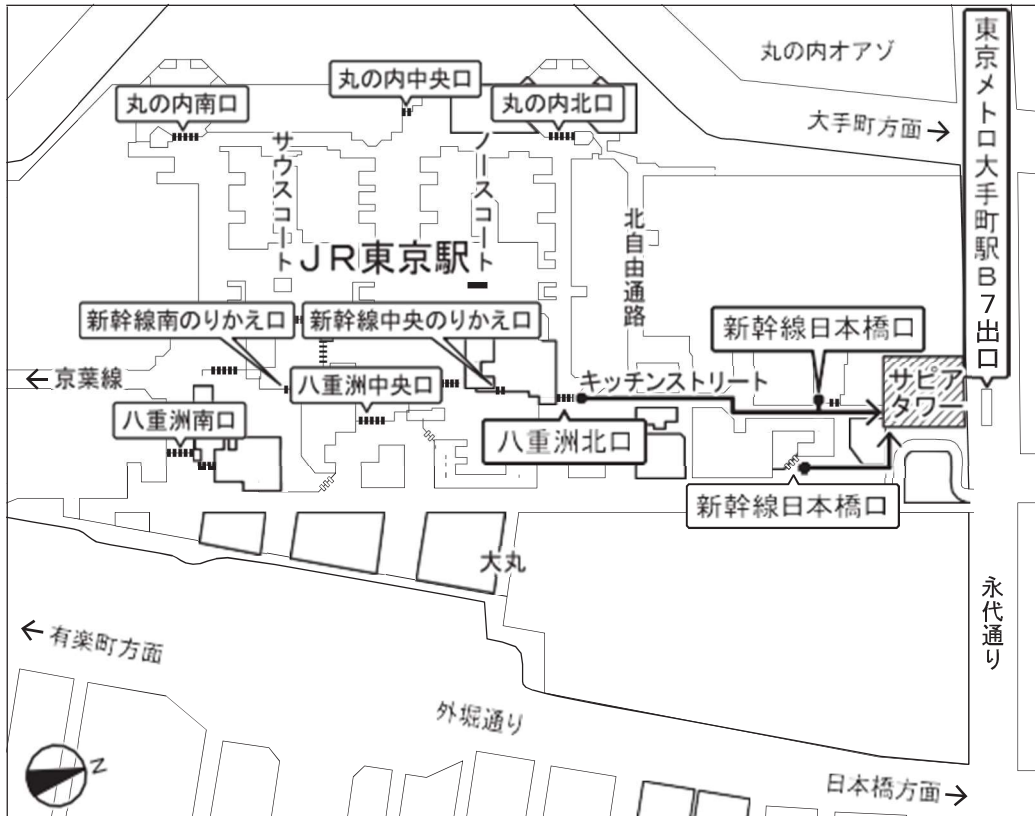 丸の内オアゾ
東京メトロ大手町駅B7出口
丸の内中央口
丸の内南口
丸の内北口
大手町方面→
サウスコート
ノースコート
北自由通路
JR東京駅
新幹線南のりかえ口
新幹線中央のりかえ口
新幹線日本橋口
←京葉線
八重洲中央口
キッチンストリート
サピア
タワー
八重洲南口
八重洲北口
新幹線日本橋口
大丸
永代通り
←有楽町方面
外堀通り
N
日本橋方面→